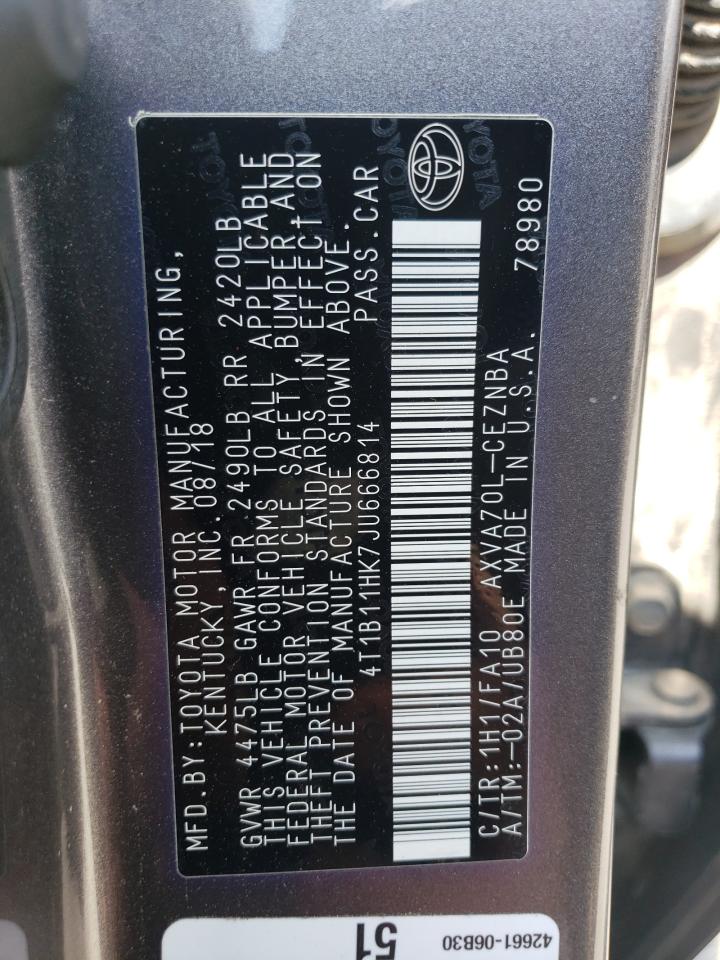 MFD.BY:TOYOTA MOTOR MANUFACTURING,
KENTUCKY, INC. 08/18
GVWR 4475LB GAWR FR 2490LB RR 2420LB
THIS VEHICLE CONFORMS TO ALL APPLICABLE
FEDERAL MOTOR VEHICLE SAFETY,BUMPER,AND
THEFT PREVENTION STANDARDS IN EFFECT ON
THE DATE OF MANUFACTURE SHOWN ABOVE.
4T1B11HK7JU666814 PASS.CAR
C/TR:1H1/FA10 AXVA70L-CEZNBA
A/TM:-02A/UB80E MADE IN U.S.A. 78980
TOYOTA
TOYOTA
TOYOTA
51
42661-06B30